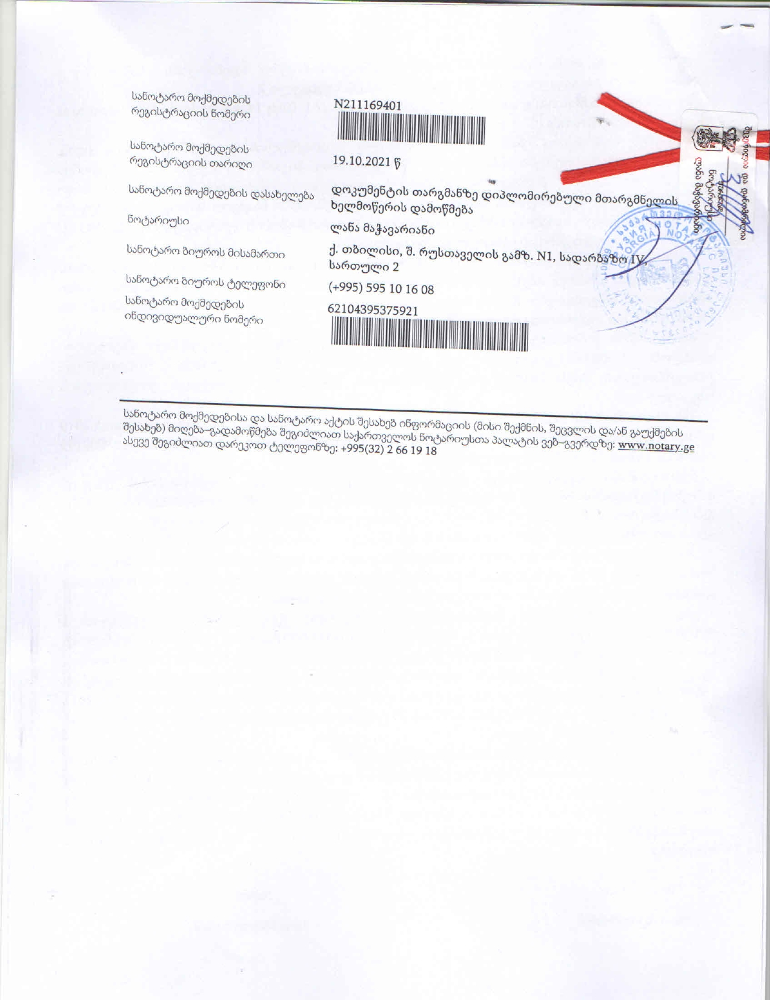 სანოტარო მოქმედების
რეგისტრაციის ნომერი
N211169401
სანოტარო მოქმედების
რეგისტრაციის თარიღი
19.10.2021 წ
სანოტარო მოქმედების დასახელება
დოკუმენტის თარგმანზე დიპლომირებული მთარგმნელის
ხელმოწერის დამოწმება
ნოტარიუსი
ლანა მაჭავარიანი
სანოტარო ბიუროს მისამართი
ქ. თბილისი, შ. რუსთაველის გამზ. N1, სადარბაზო IV,
სართული 2
სანოტარო ბიუროს ტელეფონი
(+995) 595 10 16 08
სანოტარო მოქმედების
ინდივიდუალური ნომერი
62104395375921
სანოტარო მოქმედებისა და სანოტარო აქტის შესახებ ინფორმაციის (მისი შექმნის, შეცვლის და/ან გაუქმების
შესახებ) მიღება–გადამოწმება შეგიძლიათ საქართველოს ნოტარიუსთა პალატის ვებ–გვერდზე: www.notary.ge
ასევე შეგიძლიათ დარეკოთ ტელეფონზე: +995(32) 2 66 19 18
ნოტარიუსი
ლანა მაჭავარიანი
GEORGIA NOTARY